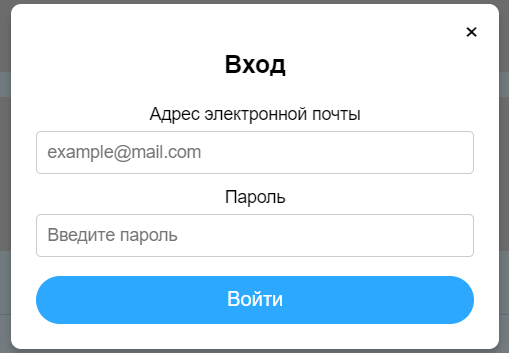 ×
Вход
Адрес электронной почты
example@mail.com
Пароль
Введите пароль
Войти